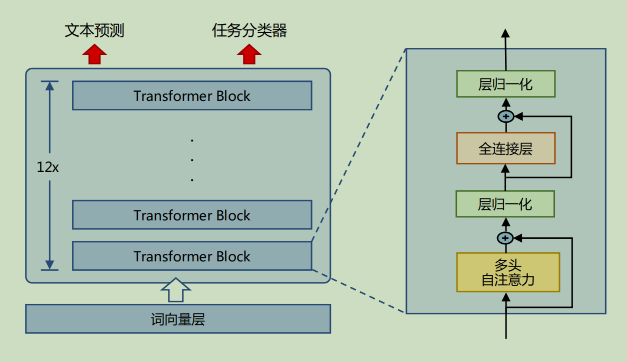 文本预测
任务分类器
Transformer Block
12x
Transformer Block
Transformer Block
词向量层
层归一化
+
全连接层
层归一化
+
多头
自注意力